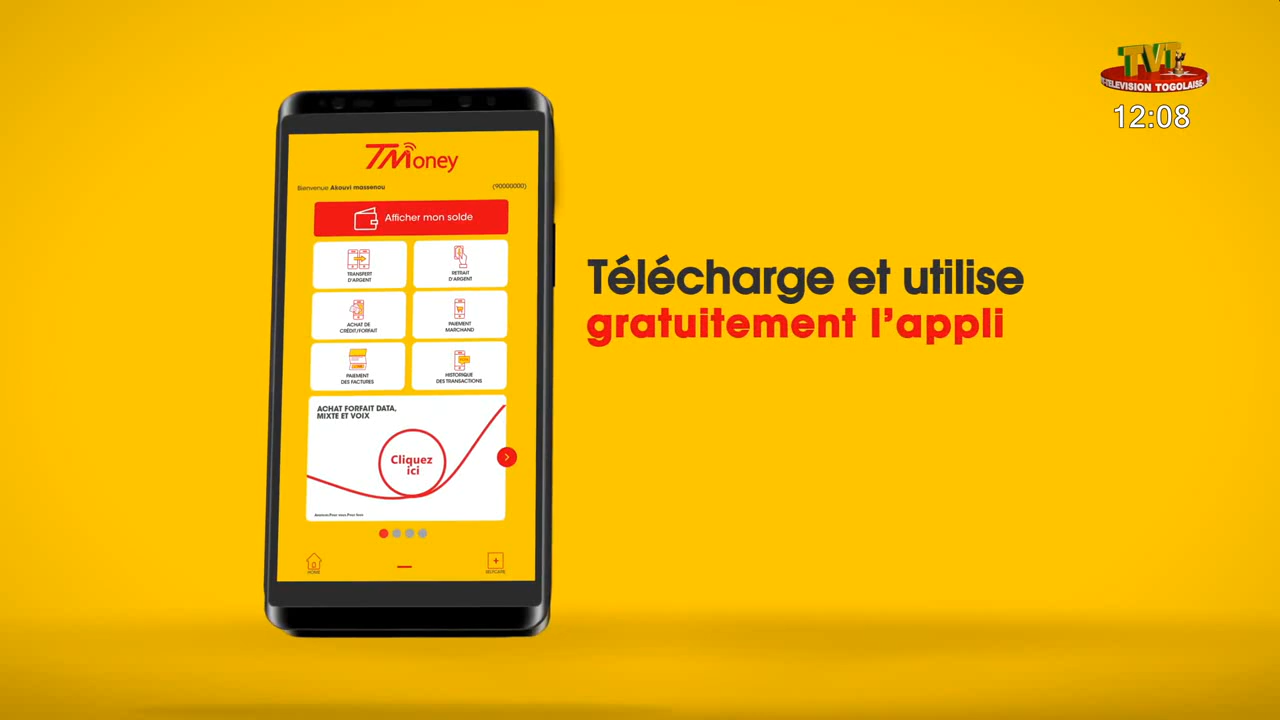 TVT
TELEVISION TOGOLAISE
12:08
TMoney
Bienvenue Akouvi massenou
(90000000)
Afficher mon solde
TRANSFERT
D'ARGENT
RETRAIT
D'ARGENT
ACHAT DE
CRÉDIT/FORFAIT
PAIEMENT
MARCHAND
PAIEMENT
DES FACTURES
HISTORIQUE
DES TRANSACTIONS
ACHAT FORFAIT DATA,
MIXTE ET VOIX
Cliquez
ici
HOME
SELFCARE
Télécharge et utilise
gratuitement l'appli